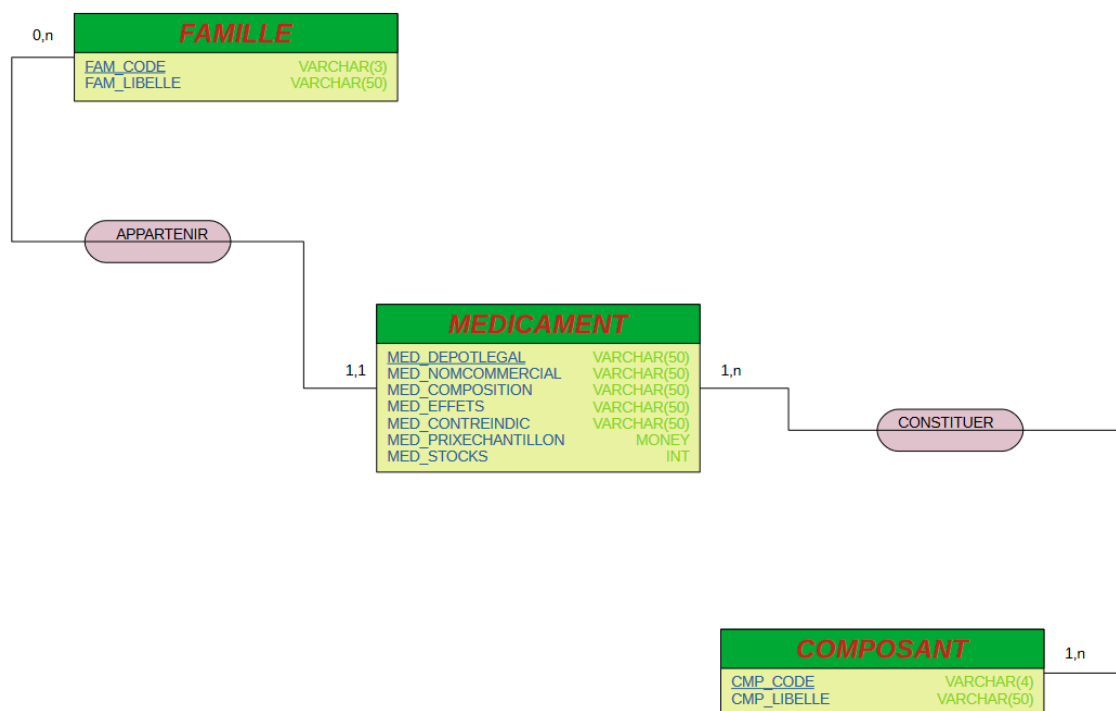 0,n
FAMILLE
FAM_CODE VARCHAR(3)
FAM_LIBELLE VARCHAR(50)
APPARTENIR
1,1
MEDICAMENT
MED_DEPOTLEGAL VARCHAR(50)
MED_NOMCOMMERCIAL VARCHAR(50)
MED_COMPOSITION VARCHAR(50)
MED_EFFETS VARCHAR(50)
MED_CONTREINDIC VARCHAR(50)
MED_PRIXECHANTILLON MONEY
MED_STOCKS INT
1,n
CONSTITUER
COMPOSANT
1,n
CMP_CODE VARCHAR(4)
CMP_LIBELLE VARCHAR(50)